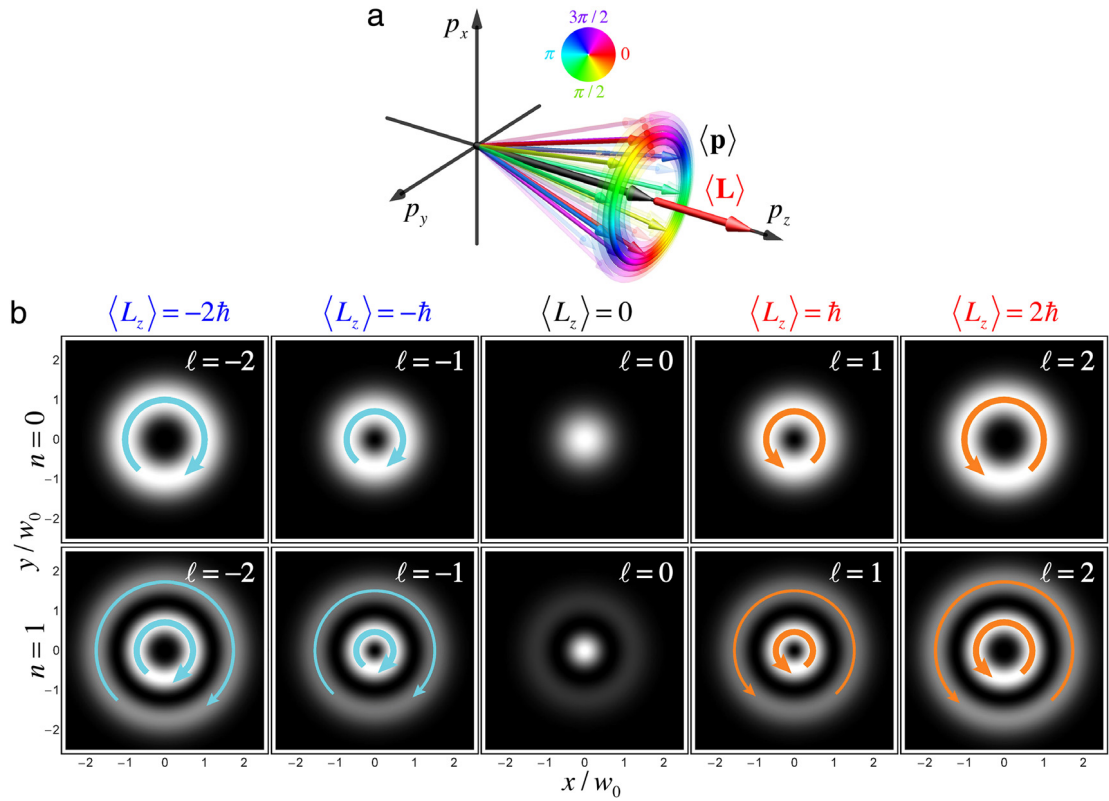 a
pₓ
3π/2
π
0
π/2
⟨p⟩
⟨L⟩
p_y
p_z
b
⟨L_z⟩ = −2ħ
⟨L_z⟩ = −ħ
⟨L_z⟩ = 0
⟨L_z⟩ = ħ
⟨L_z⟩ = 2ħ
n = 0
2
1
0
−1
−2
ℓ = −2
ℓ = −1
ℓ = 0
ℓ = 1
ℓ = 2
y / w₀
n = 1
2
1
0
−1
−2
ℓ = −2
ℓ = −1
ℓ = 0
ℓ = 1
ℓ = 2
−2 −1 0 1 2
−2 −1 0 1 2
−2 −1 0 1 2
−2 −1 0 1 2
−2 −1 0 1 2
x / w₀